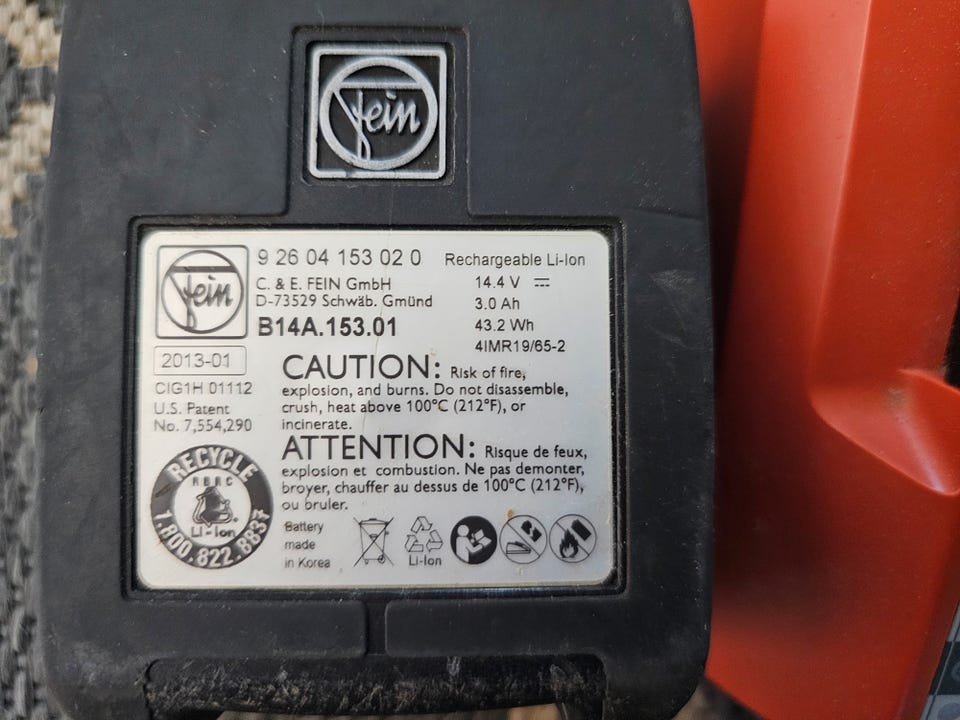 Fein
Fein
9 26 04 153 02 0
C. & E. FEIN GmbH
D-73529 Schwäb. Gmünd
B14A.153.01
Rechargeable Li-Ion
14.4 V
3.0 Ah
43.2 Wh
4IMR19/65-2
2013-01
CIG1H 01112
U.S. Patent
No. 7,554,290
CAUTION: Risk of fire,
explosion, and burns. Do not disassemble,
crush, heat above 100°C (212°F), or
incinerate.
ATTENTION: Risque de feux,
explosion et combustion. Ne pas demonter,
broyer, chauffer au dessus de 100°C (212°F),
ou bruler.
RECYCLE
RBRC
Li-Ion
1.800.822.8837
Battery
made
in Korea
Li-Ion